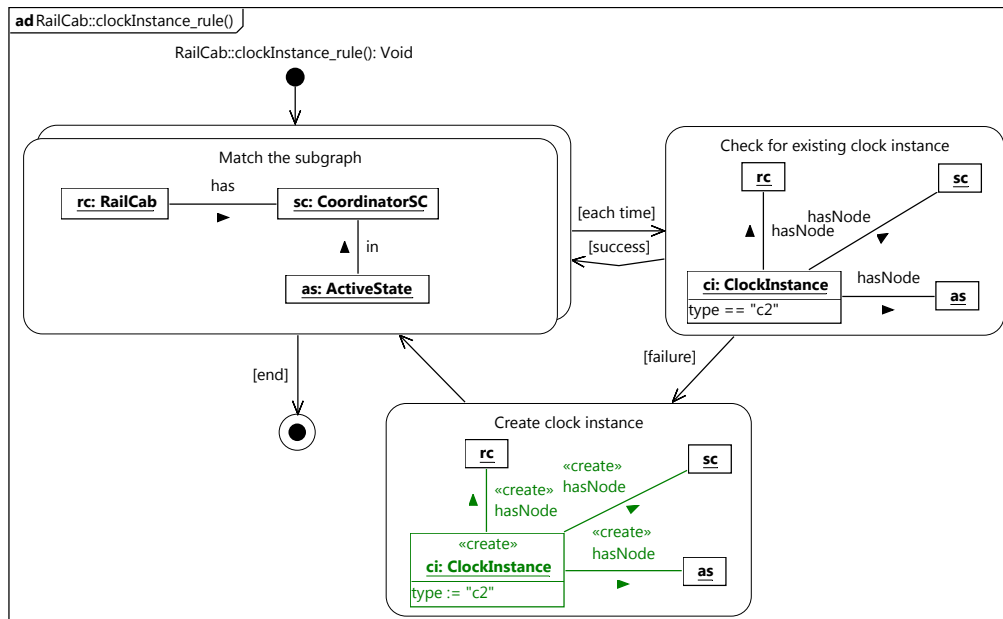 ad RailCab::clockInstance_rule()
RailCab::clockInstance_rule(): Void
Match the subgraph
rc: RailCab
has
sc: CoordinatorSC
in
as: ActiveState
[each time]
[success]
Check for existing clock instance
rc
sc
hasNode
hasNode
hasNode
ci: ClockInstance
type == "c2"
as
[failure]
[end]
Create clock instance
rc
sc
«create»
hasNode
«create»
hasNode
«create»
hasNode
«create»
ci: ClockInstance
type := "c2"
as